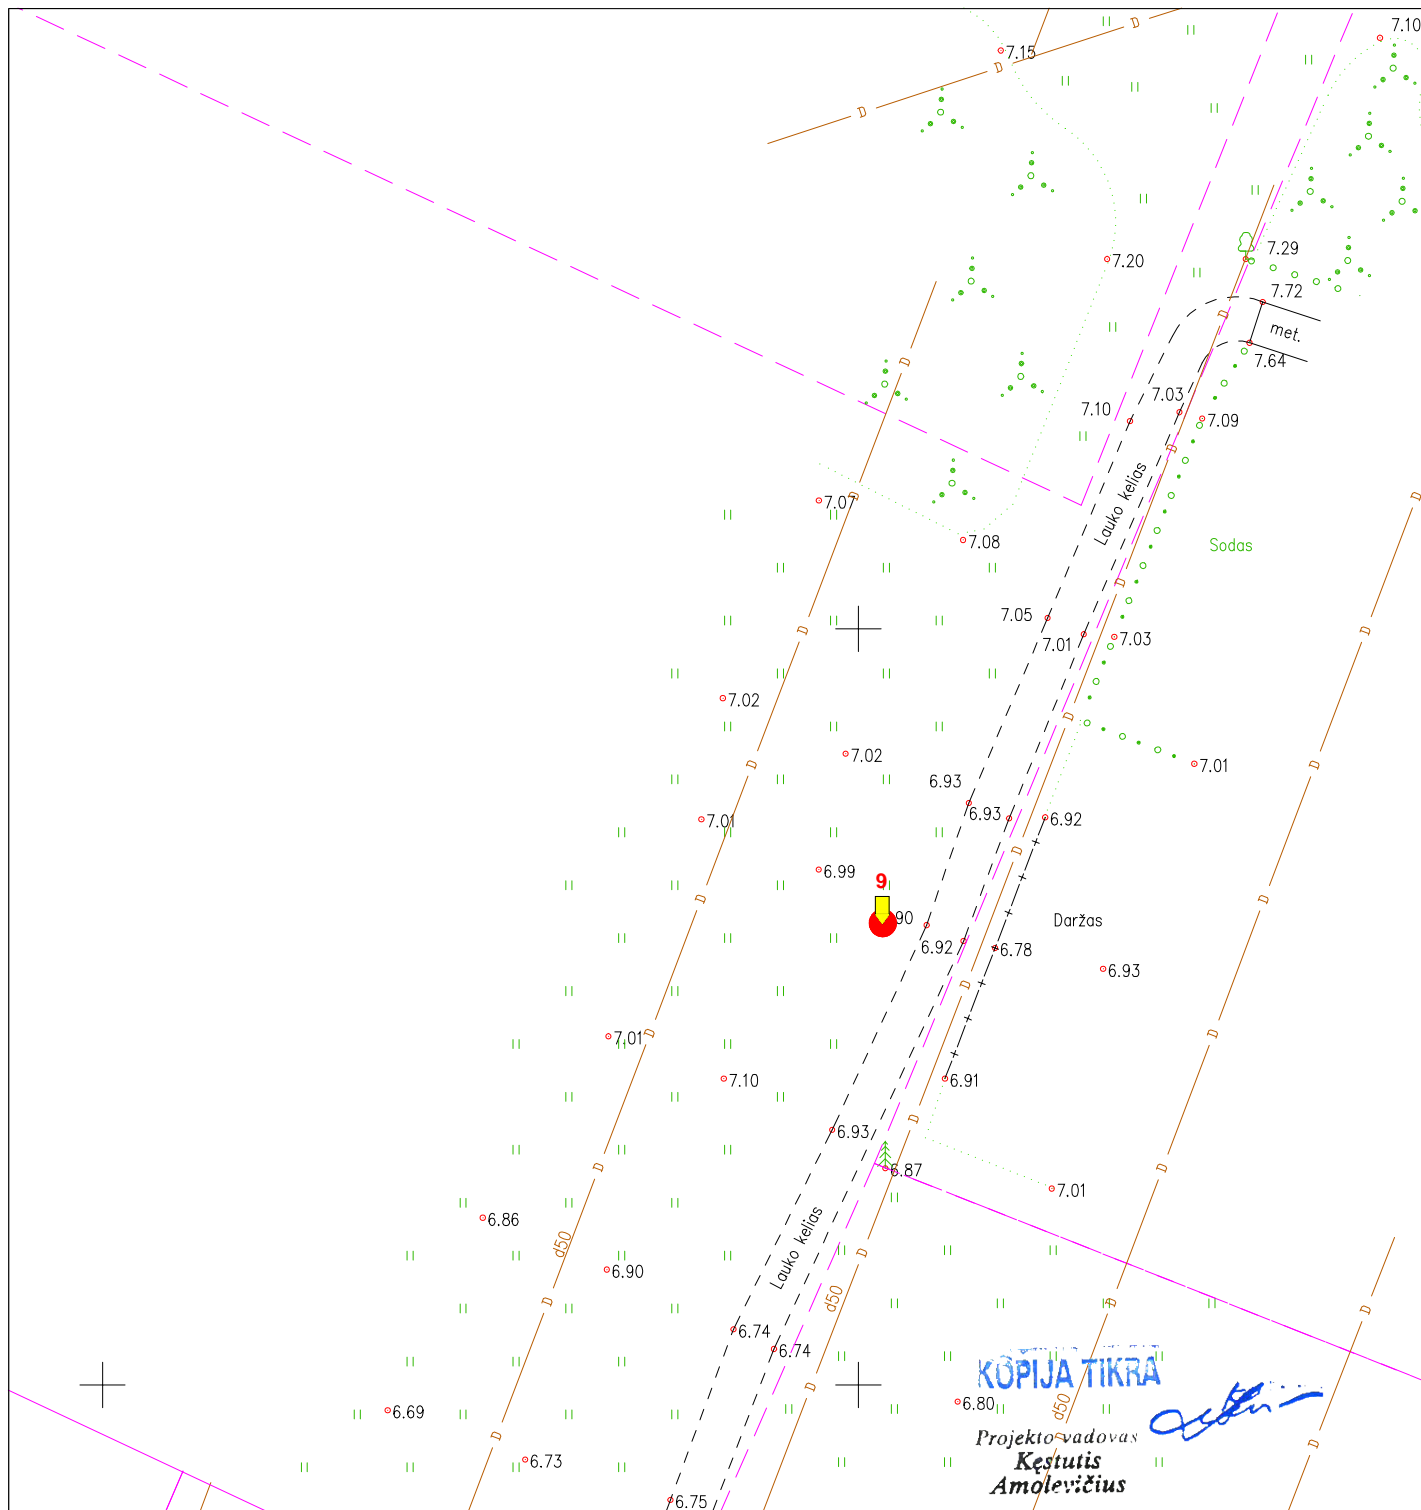 7.10
7.15
D
D
D
7.20
7.29
7.72
met.
7.64
D
D
7.10
7.03
7.09
D
Lauko kelias
7.07
D
D
7.08
Sodas
D
7.05
7.01
7.03
D
D
7.02
D
7.02
D
7.01
D
6.93
6.93
6.92
7.01
D
6.99
9
90
D
D
Daržas
6.92
6.78
6.93
D
7.01
D
D
7.10
6.91
D
6.93
D
6.87
D
7.01
6.86
Lauko kelias
d50
D
6.90
D
d50
D
D
6.74
6.74
KOPIJA TIKRA
D
6.80
d50
6.69
D
Projekto vadovas
Kęstutis
Amolevičius
6.73
6.75